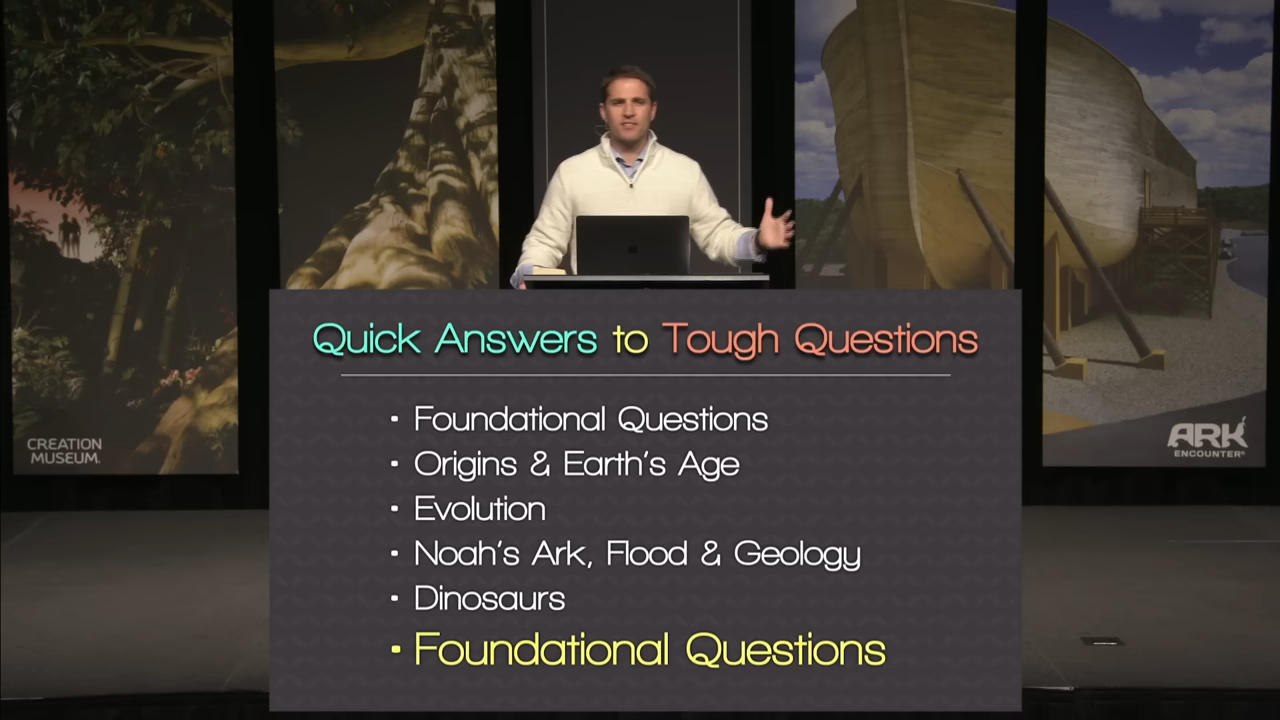 Quick Answers to Tough Questions
• Foundational Questions
• Origins & Earth's Age
• Evolution
• Noah's Ark, Flood & Geology
• Dinosaurs
• Foundational Questions
CREATION
MUSEUM.
ARK
ENCOUNTER®